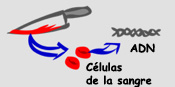 ADN
Células
de la sangre